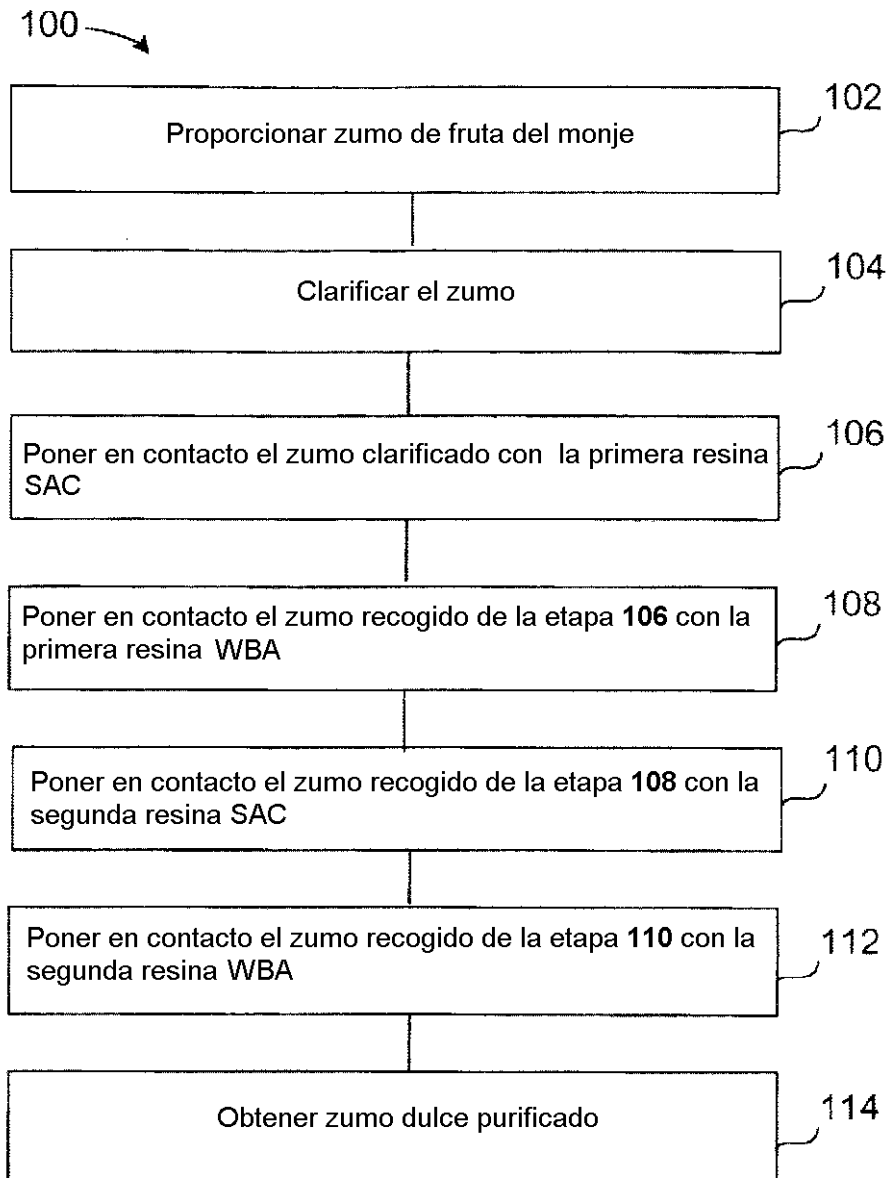 100
102
Proporcionar zumo de fruta del monje
104
Clarificar el zumo
106
Poner en contacto el zumo clarificado con la primera resina
SAC
108
Poner en contacto el zumo recogido de la etapa 106 con la
primera resina WBA
110
Poner en contacto el zumo recogido de la etapa 108 con la
segunda resina SAC
112
Poner en contacto el zumo recogido de la etapa 110 con la
segunda resina WBA
114
Obtener zumo dulce purificado